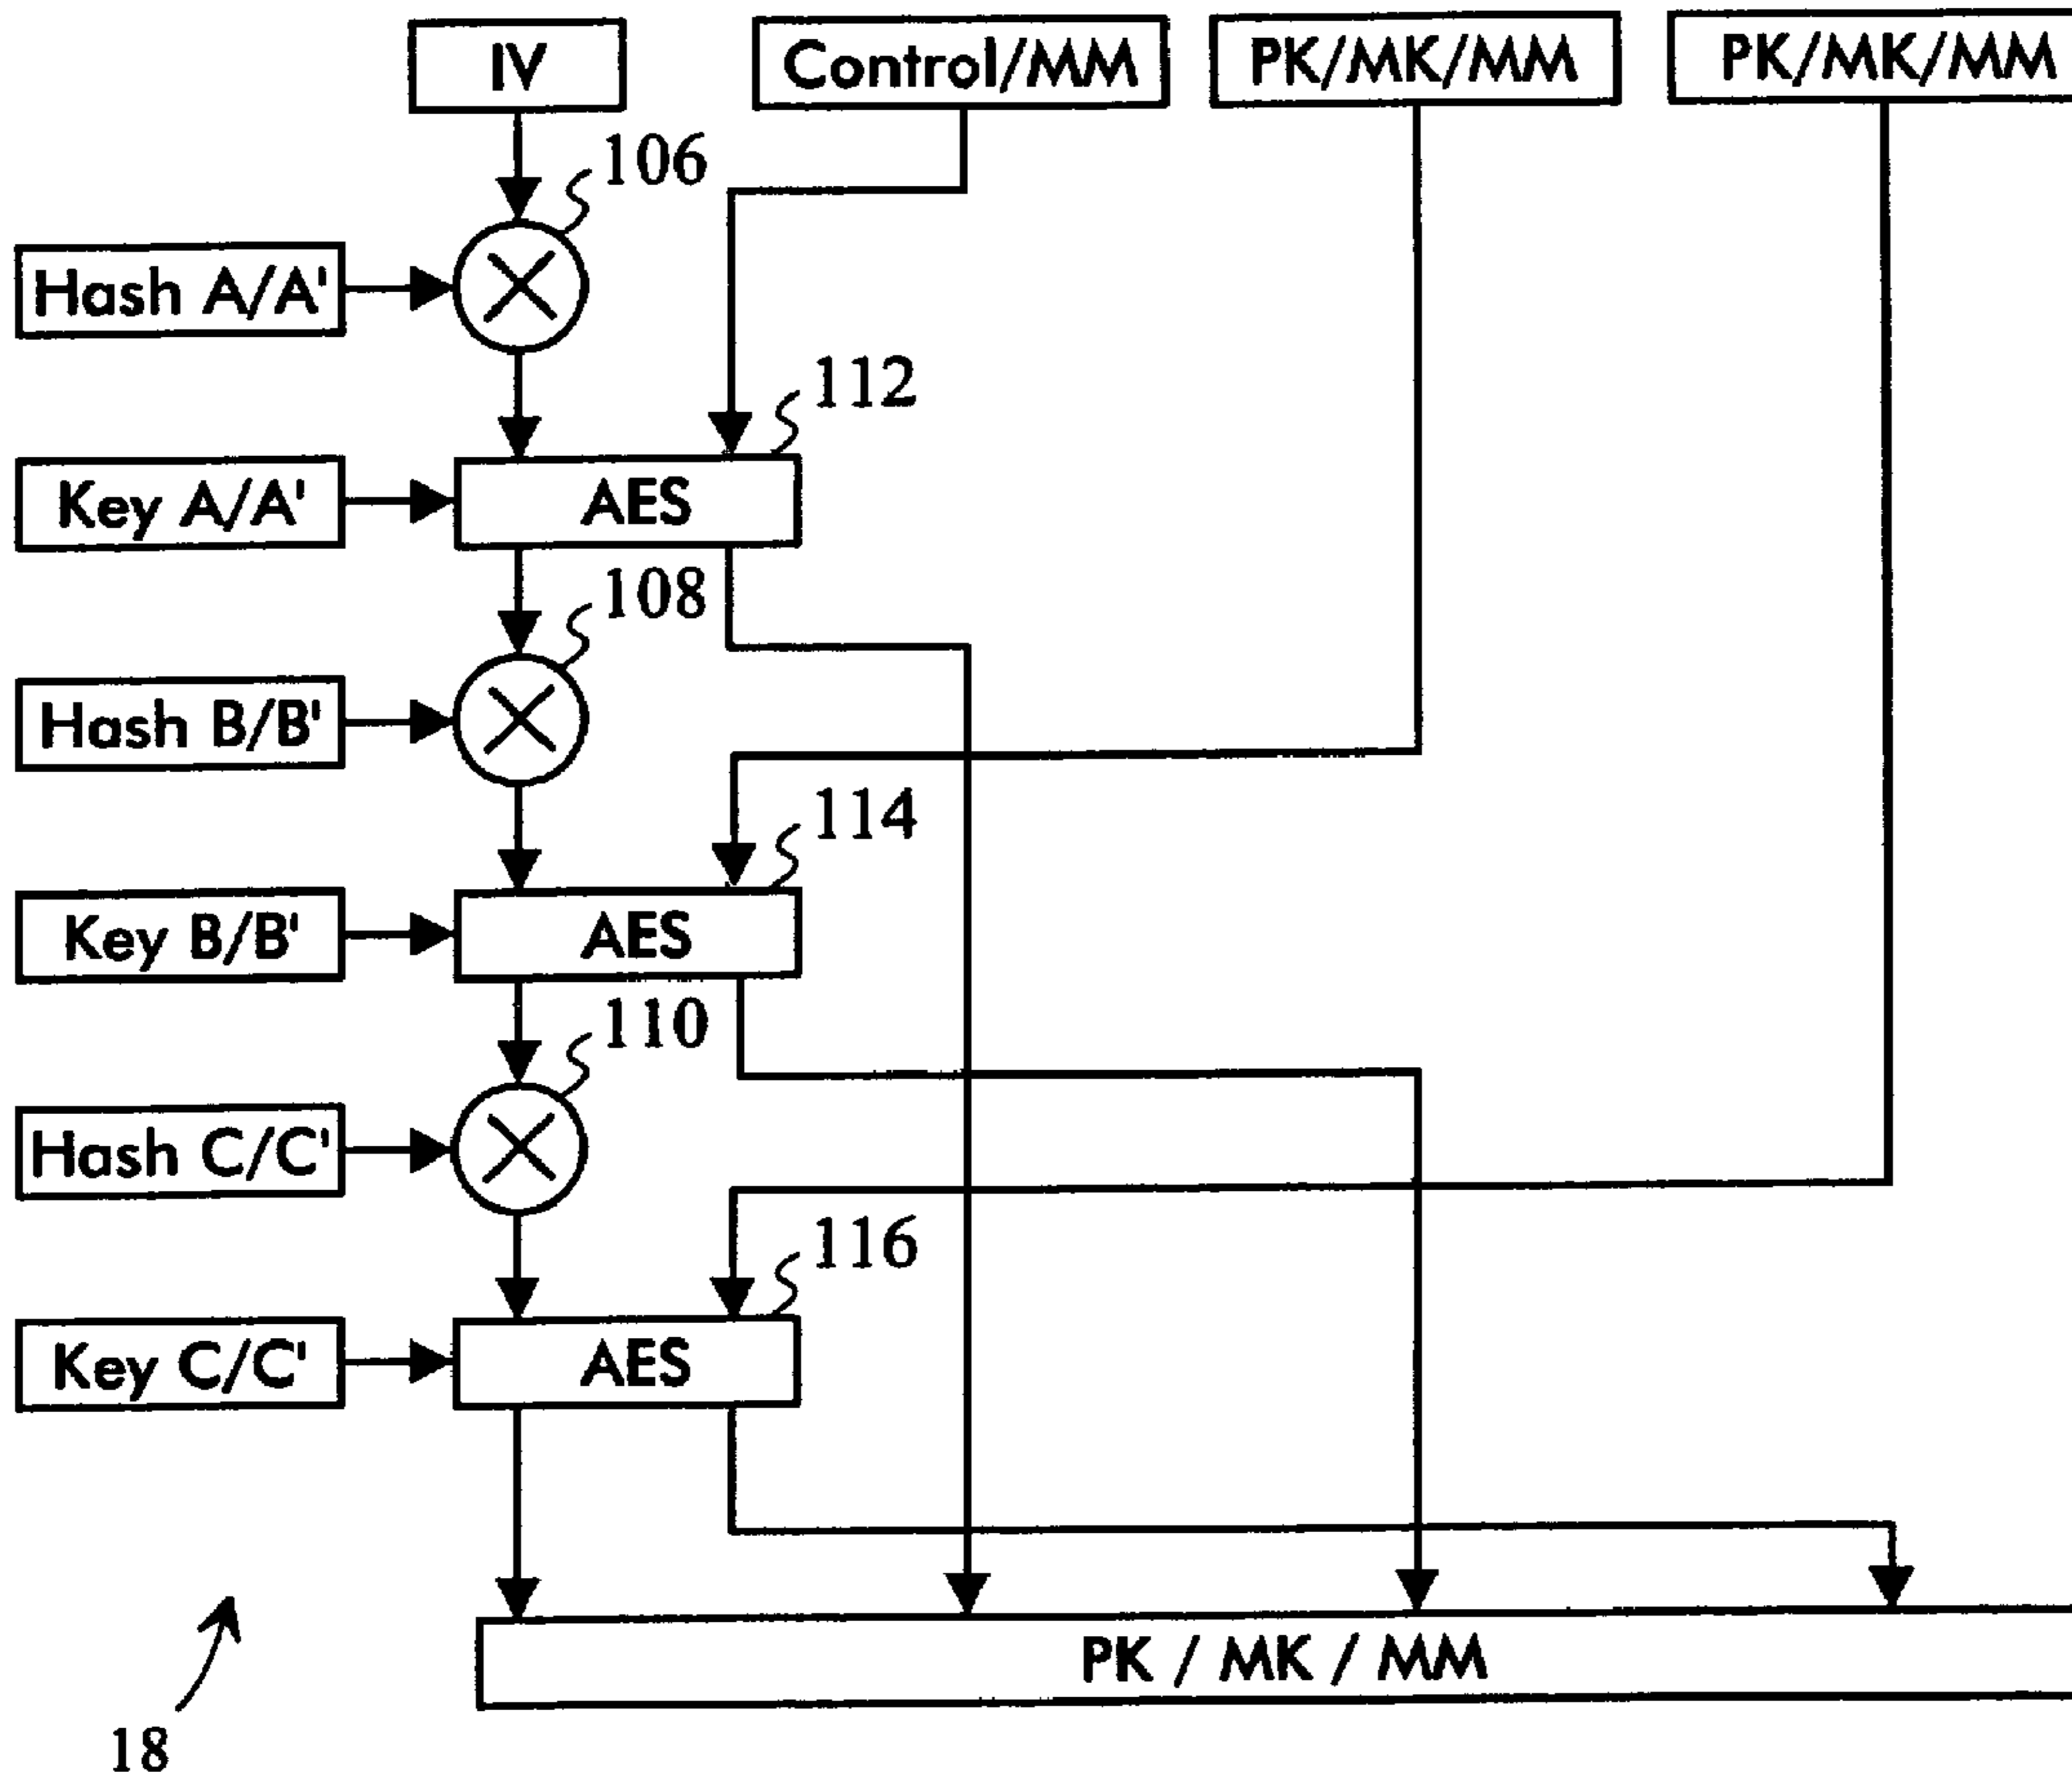 IV
Control/MM
PK/MK/MM
PK/MK/MM
106
Hash A/A'
112
Key A/A'
AES
108
Hash B/B'
114
Key B/B'
AES
110
Hash C/C'
116
Key C/C'
AES
PK / MK / MM
18